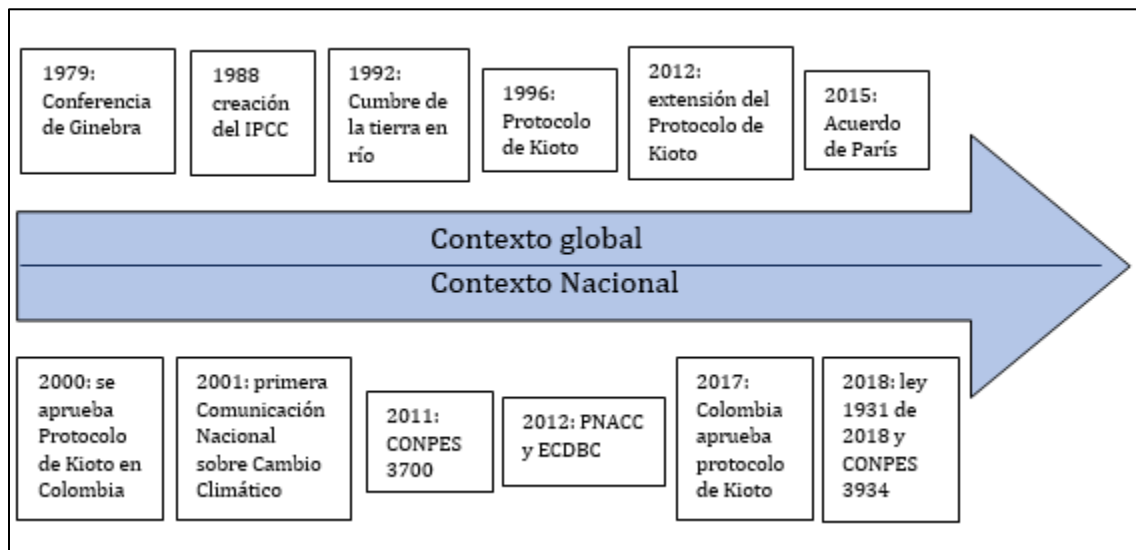 1979:
Conferencia
de Ginebra
1988
creación
del IPCC
1992:
Cumbre de
la tierra en
río
1996:
Protocolo
de Kioto
2012:
extensión del
Protocolo de
Kioto
2015:
Acuerdo
de París
Contexto global
Contexto Nacional
2000: se
aprueba
Protocolo
de Kioto en
Colombia
2001: primera
Comunicación
Nacional
sobre Cambio
Climático
2011:
CONPES
3700
2012: PNACC
y ECDBC
2017:
Colombia
aprueba
protocolo
de Kioto
2018: ley
1931 de
2018 y
CONPES
3934